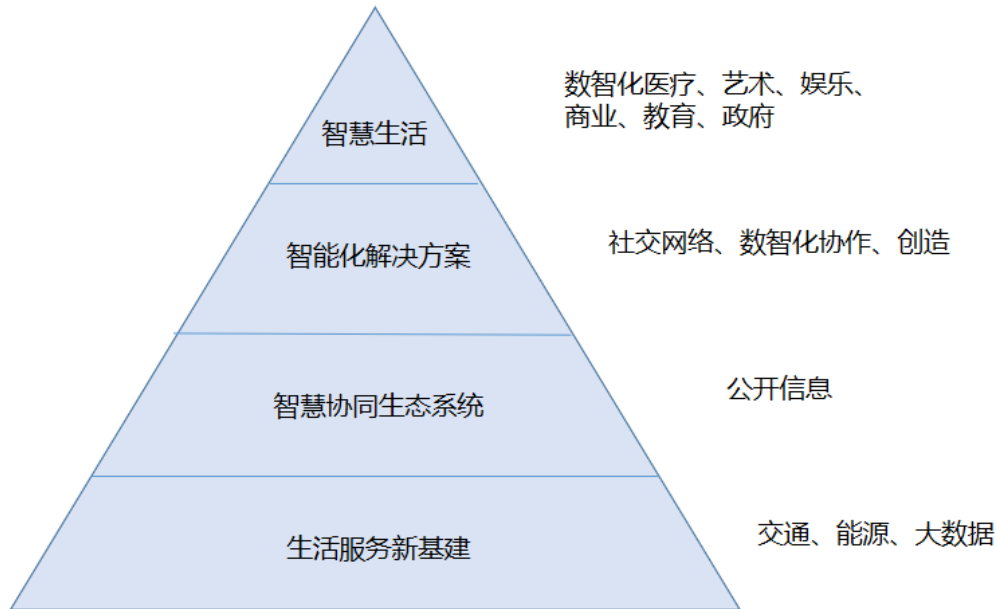 数智化医疗、艺术、娱乐、
商业、教育、政府
智慧生活
社交网络、数智化协作、创造
智能化解决方案
公开信息
智慧协同生态系统
交通、能源、大数据
生活服务新基建